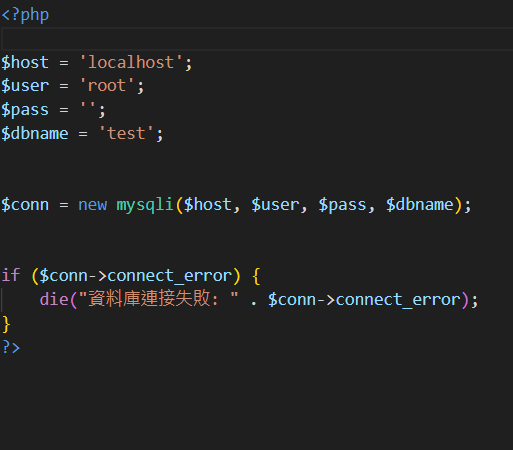 <?php
$host = 'localhost';
$user = 'root';
$pass = '';
$dbname = 'test';
$conn = new mysqli($host, $user, $pass, $dbname);
if ($conn->connect_error) {
    die("資料庫連接失敗: " . $conn->connect_error);
}
?>